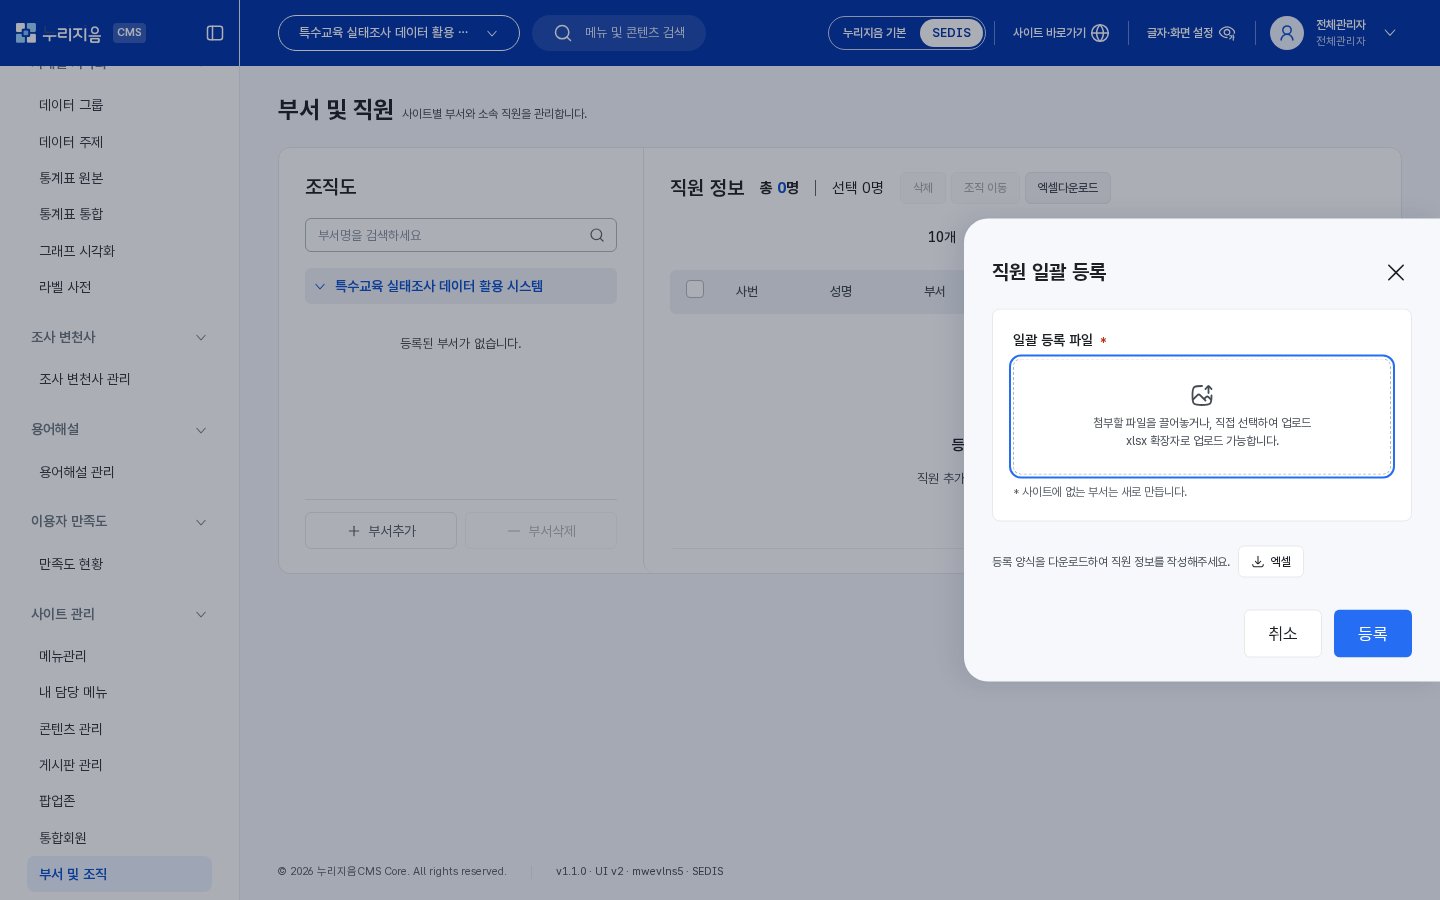 누리지음 CMS
특수교육 실태조사 데이터 활용 ···
메뉴 및 콘텐츠 검색
누리지음 기본
SEDIS
사이트 바로가기
글자·화면 설정
전체관리자
전체관리자
데이터 그룹
데이터 주제
통계표 원본
통계표 통합
그래프 시각화
라벨 사전
조사 변천사
조사 변천사 관리
용어해설
용어해설 관리
이용자 만족도
만족도 현황
사이트 관리
메뉴관리
내 담당 메뉴
콘텐츠 관리
게시판 관리
팝업존
통합회원
부서 및 조직
부서 및 직원 사이트별 부서와 소속 직원을 관리합니다.
조직도
부서명을 검색하세요
특수교육 실태조사 데이터 활용 시스템
등록된 부서가 없습니다.
부서추가
부서삭제
직원 정보 총 0명 선택 0명
삭제
조직 이동
엑셀다운로드
10개
사번 성명 부서
직원 추가
직원 일괄 등록
일괄 등록 파일 *
첨부할 파일을 끌어놓거나, 직접 선택하여 업로드
xlsx 확장자로 업로드 가능합니다.
* 사이트에 없는 부서는 새로 만듭니다.
등록 양식을 다운로드하여 직원 정보를 작성해주세요.
엑셀
취소
등록
© 2026 누리지음CMS Core. All rights reserved.
v1.1.0 · UI v2 · mwevlns5 · SEDIS